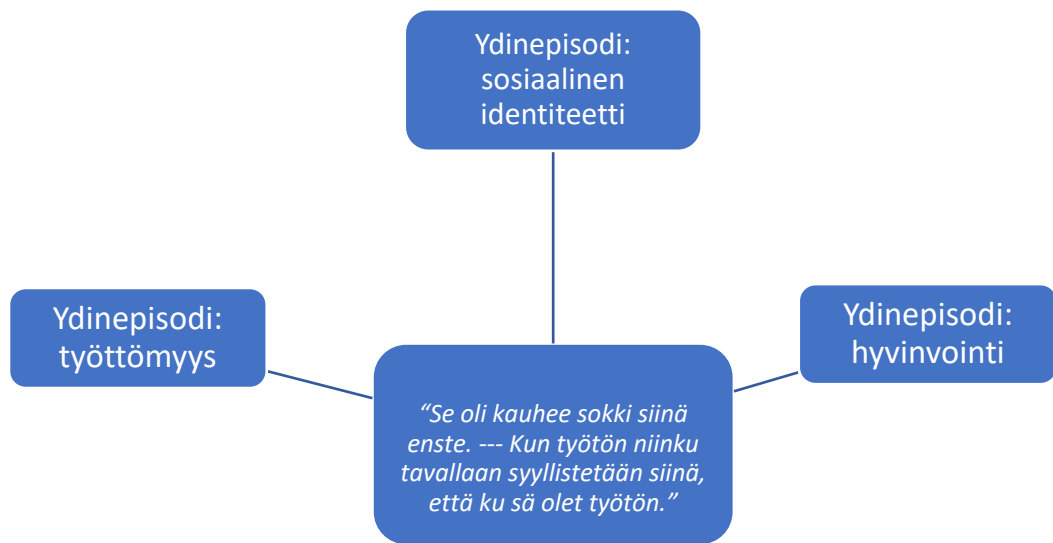 Ydinepisodi:
sosiaalinen
identiteetti
Ydinepisodi:
työttömyys
Ydinepisodi:
hyvinvointi
“Se oli kauhee sokki siinä
enste. --- Kun työtön niinku
tavallaan syyllistetään siinä,
että ku sä olet työtön.”